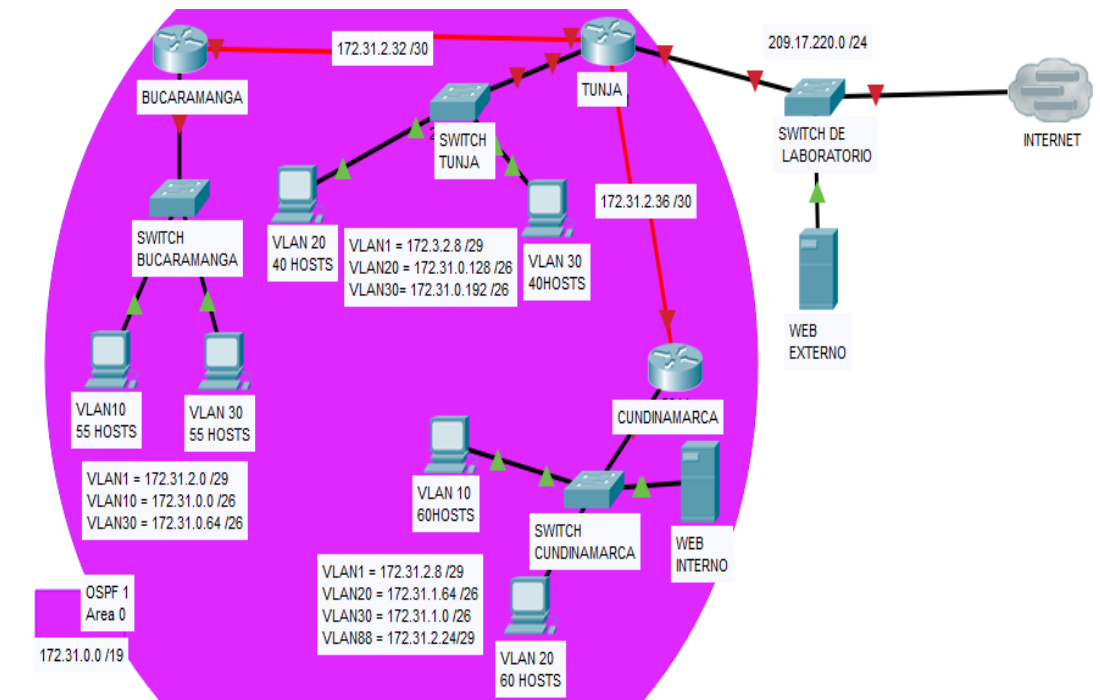 172.31.2.32 /30
209.17.220.0 /24
BUCARAMANGA
TUNJA
SWITCH
TUNJA
SWITCH DE
LABORATORIO
INTERNET
172.31.2.36 /30
SWITCH
BUCARAMANGA
VLAN 20
40 HOSTS
VLAN1 = 172.3.2.8 /29
VLAN20 = 172.31.0.128 /26
VLAN30= 172.31.0.192 /26
VLAN 30
40HOSTS
WEB
EXTERNO
VLAN10
55 HOSTS
VLAN 30
55 HOSTS
CUNDINAMARCA
VLAN1 = 172.31.2.0 /29
VLAN10 = 172.31.0.0 /26
VLAN30 = 172.31.0.64 /26
VLAN 10
60HOSTS
SWITCH
CUNDINAMARCA
WEB
INTERNO
VLAN1 = 172.31.2.8 /29
VLAN20 = 172.31.1.64 /26
VLAN30 = 172.31.1.0 /26
VLAN88 = 172.31.2.24/29
OSPF 1
Area 0
172.31.0.0 /19
VLAN 20
60 HOSTS